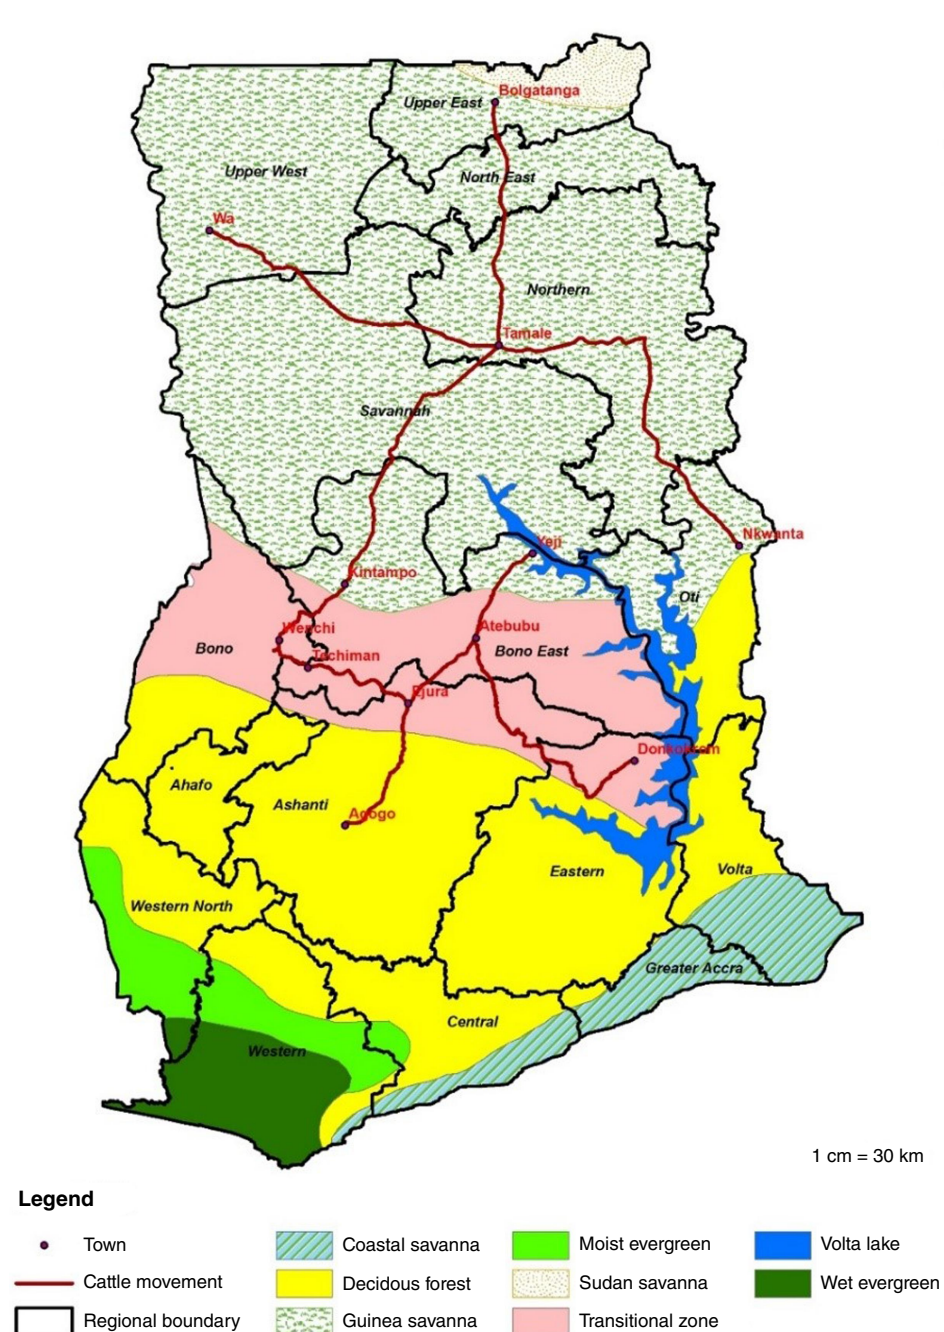 Bolgatanga
Upper East
Upper West
North East
Wa
Northern
Tamale
Savannah
Nkwanta
Yeji
Kintampo
Oti
Wenchi
Atebubu
Bono
Bono East
Techiman
Ejura
Donkokrom
Ahafo
Ashanti
Agogo
Eastern
Volta
Western North
Greater Accra
Central
Western
1 cm = 30 km
Legend
Town
Coastal savanna
Moist evergreen
Volta lake
Cattle movement
Decidous forest
Sudan savanna
Wet evergreen
Regional boundary
Guinea savanna
Transitional zone